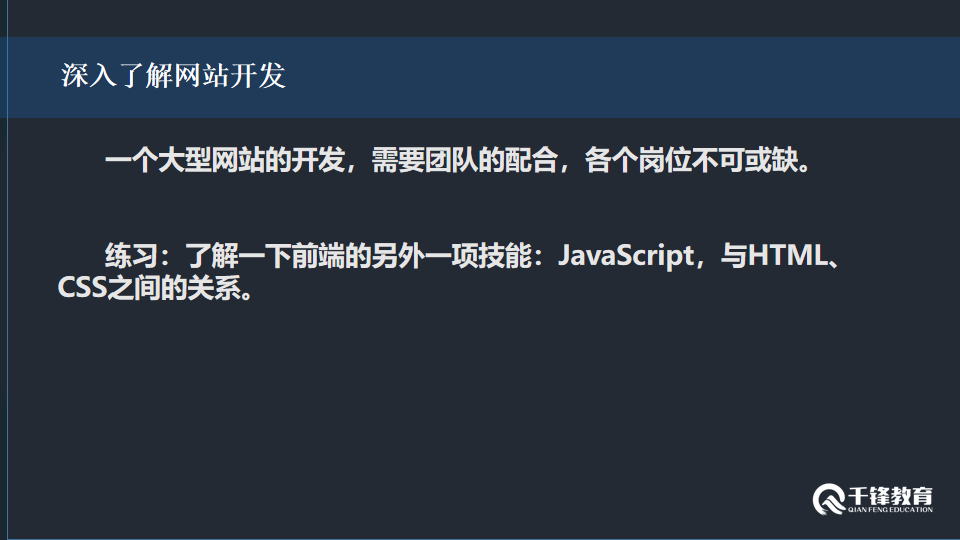 深入了解网站开发
一个大型网站的开发，需要团队的配合，各个岗位不可或缺。
练习：了解一下前端的另外一项技能：JavaScript，与HTML、
CSS之间的关系。
千锋教育
QIAN FENG EDUCATION